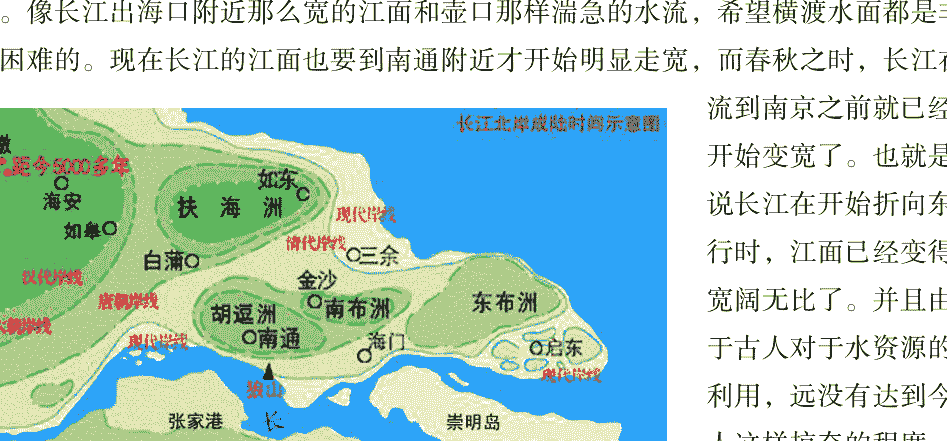 。像长江出海口附近那么宽的江面和壶口那样湍急的水流，希望横渡水面都是
困难的。现在长江的江面也要到南通附近才开始明显走宽，而春秋之时，长江在
流到南京之前就已经
开始变宽了。也就是
说长江在开始折向东
行时，江面已经变得
宽阔无比了。并且由
于古人对于水资源的
利用，远没有达到今
长江北岸成陆时间示意图
距今6000多年
海安
如皋
扶海洲
如东
现代岸线
清代岸线
三余
白蒲
汉代岸线
唐朝岸线
金沙
胡逗洲
南布洲
东布洲
南通
海门
启东
现代岸线
现代岸线
狼山
张家港
长
崇明岛